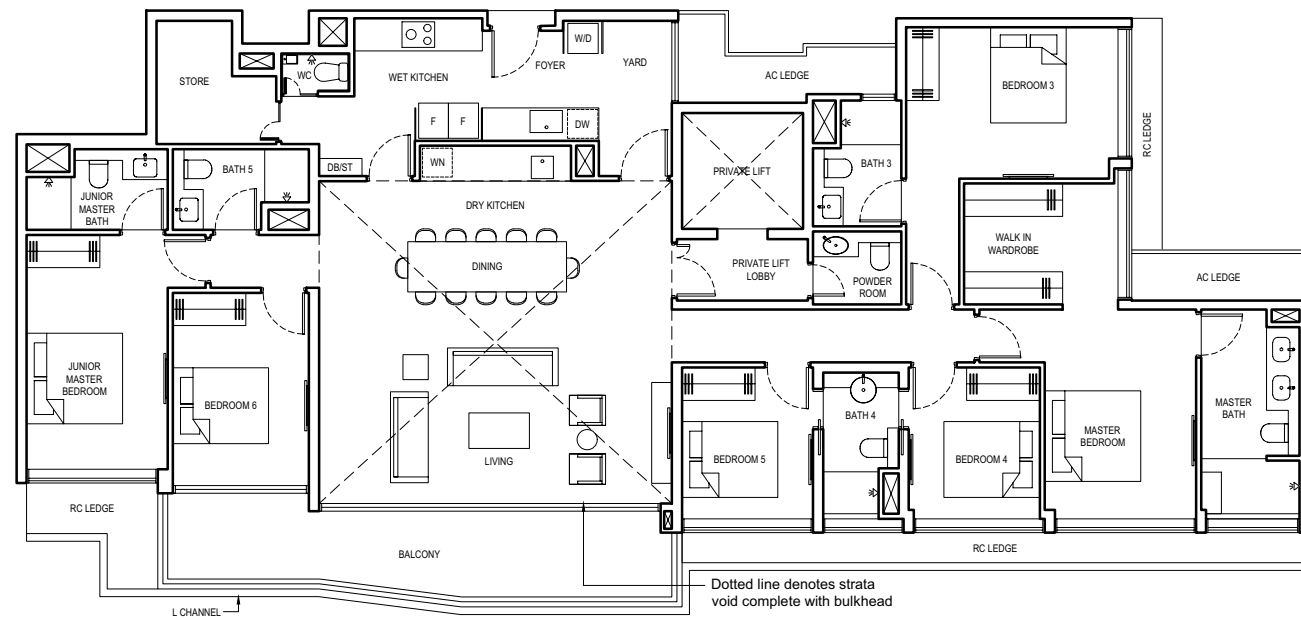 STORE
WC
WET KITCHEN
FOYER
W/D
YARD
AC LEDGE
BEDROOM 3
RC LEDGE
F
F
DW
DB/ST
WN
PRIVATE LIFT
BATH 3
BATH 5
JUNIOR
MASTER
BATH
DRY KITCHEN
WALK IN
WARDROBE
DINING
PRIVATE LIFT
LOBBY
POWDER
ROOM
AC LEDGE
JUNIOR
MASTER
BEDROOM
BEDROOM 6
LIVING
BEDROOM 5
BATH 4
BEDROOM 4
MASTER
BEDROOM
MASTER
BATH
RC LEDGE
BALCONY
RC LEDGE
L CHANNEL
Dotted line denotes strata
void complete with bulkhead